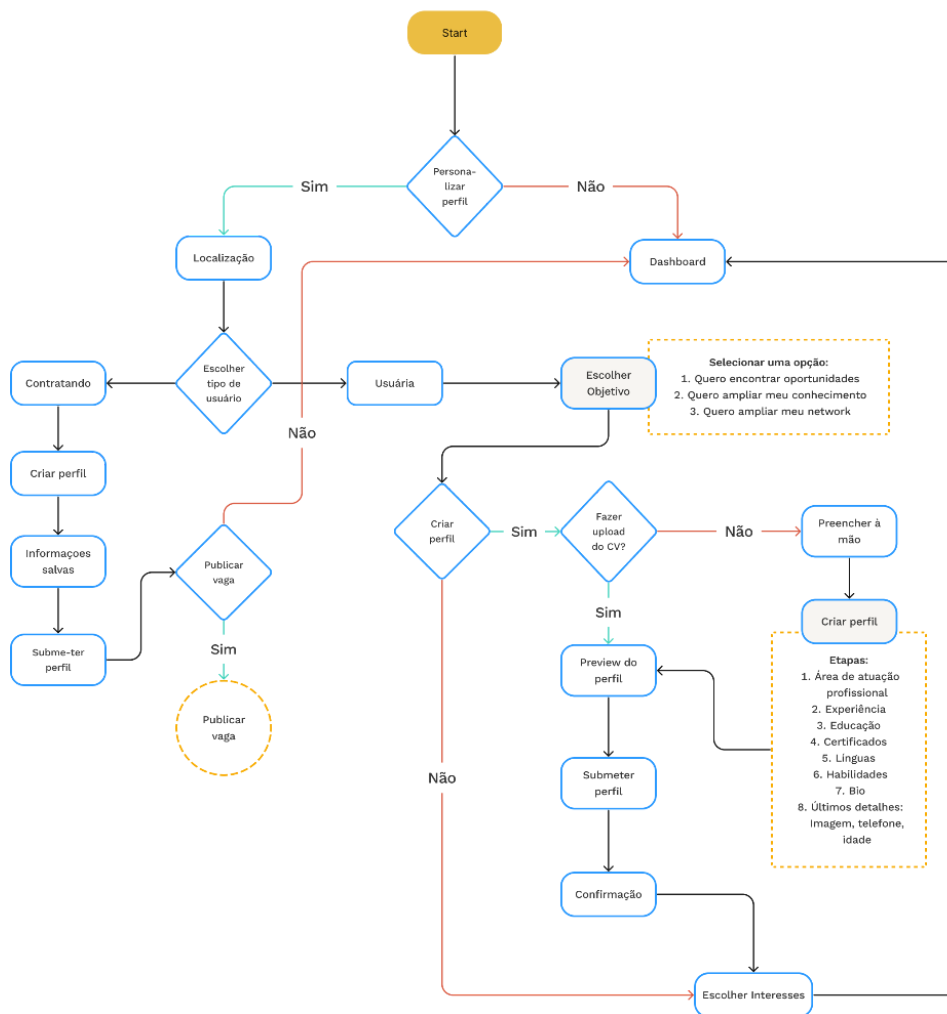 Start
Persona-
lizar
perfil
Sim
Não
Localização
Dashboard
Escolher
tipo de
usuário
Contratando
Usuária
Escolher
Objetivo
Selecionar uma opção:
1. Quero encontrar oportunidades
2. Quero ampliar meu conhecimento
3. Quero ampliar meu network
Não
Criar perfil
Criar
perfil
Sim
Fazer
upload
do CV?
Não
Preencher à
mão
Informaçoes
salvas
Publicar
vaga
Sim
Criar perfil
Subme-ter
perfil
Sim
Preview do
perfil
Etapas:
1. Área de atuação
profissional
2. Experiência
3. Educação
4. Certificados
5. Linguas
6. Habilidades
7. Bio
8. Últimos detalhes:
Imagem, telefone,
idade
Publicar
vaga
Não
Submeter
perfil
Confirmação
Escolher Interesses